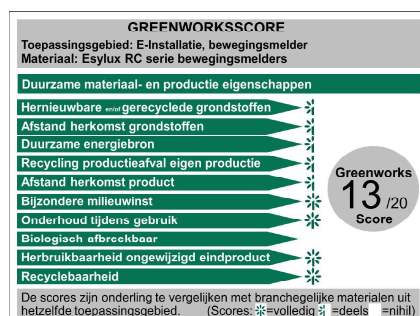 GREENWORKSSCORE
Toepassingsgebied: E-Installatie, bewegingsmelder
Materiaal: Esylux RC serie bewegingsmelders
Duurzame materiaal- en productie eigenschappen
Hernieuwbare en/of gerecyclede grondstoffen
Afstand herkomst grondstoffen
Duurzame energiebron
Recycling productieafval eigen productie
Afstand herkomst product
Bijzondere milieuwinst
Onderhoud tijdens gebruik
Biologisch afbreekbaar
Herbruikbaarheid ongewijzigd eindproduct
Recyclebaarheid
Greenworks
13 /20
Score
De scores zijn onderling te vergelijken met branchegelijke materialen uit
hetzelfde toepassingsgebied. (Scores: =volledig =deels =nihil)